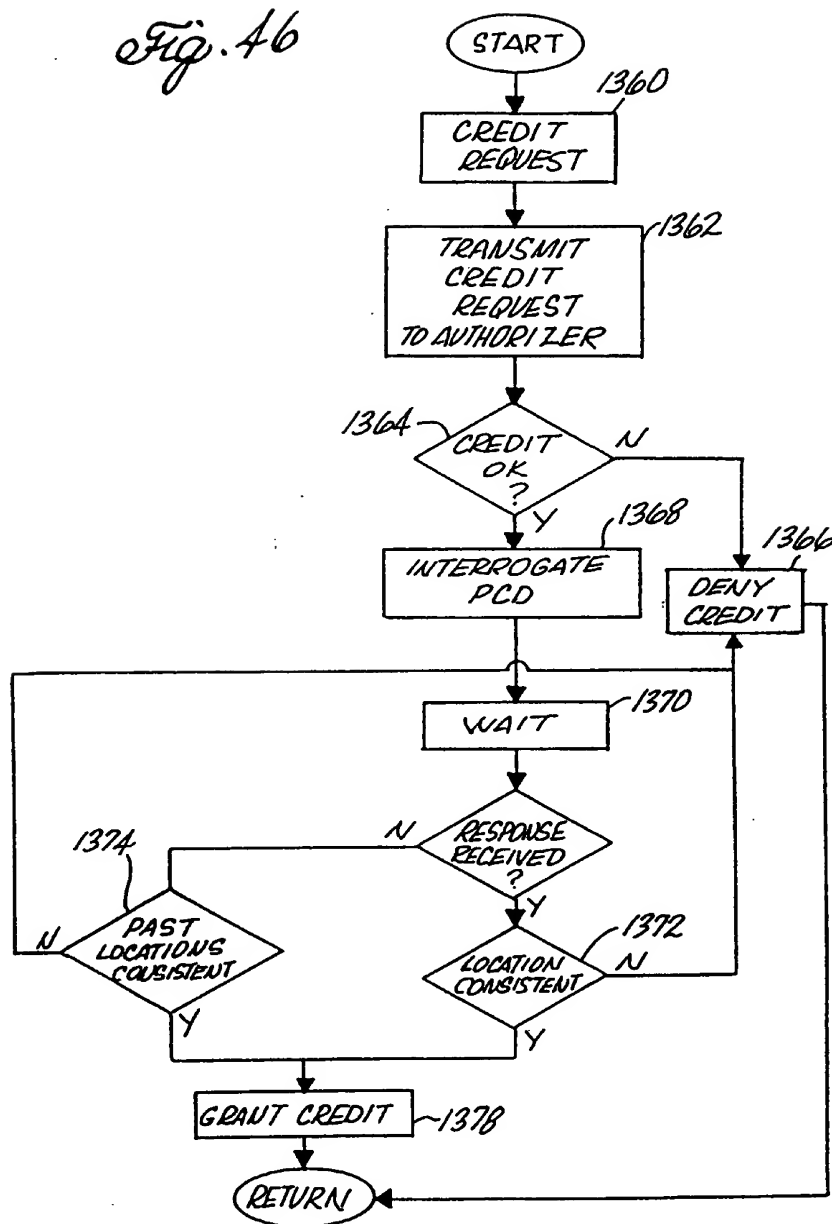 Fig. 46
START
1360
CREDIT
REQUEST
1362
TRANSMIT
CREDIT
REQUEST
TO AUTHORIZER
1364
CREDIT
OK
?
N
Y
1368
INTERROGATE
PCD
1366
DENY
CREDIT
WAIT
1370
RESPONSE
RECEIVED
?
N
Y
1374
PAST
LOCATIONS
CONSISTENT
N
Y
1372
LOCATION
CONSISTENT
N
Y
GRANT CREDIT
1378
RETURN